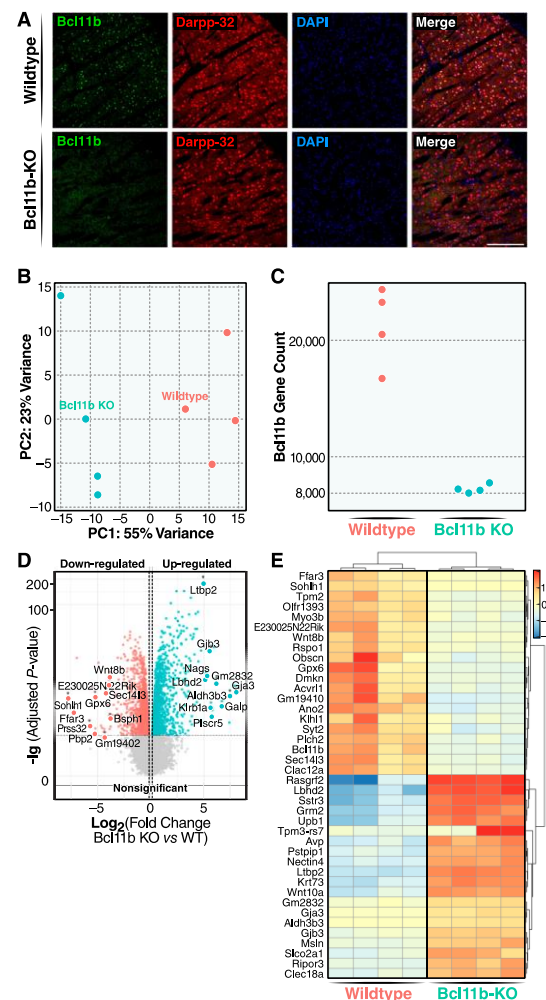 A
Bcl11b Darpp-32 DAPI Merge
Wildtype
Bcl11b Darpp-32 DAPI Merge
Bcl11b-KO
B
15
10
5
0
−5
−10
−15 −10 −5 0 5 10 15
PC2: 23% Variance
PC1: 55% Variance
Bcl11b KO
Wildtype
C
Bcl11b Gene Count
20,000
10,000
8,000
Wildtype Bcl11b KO
D
Down-regulated Up-regulated
200
100
0
-lg (Adjusted P-value)
Ltbp2
Gjb3
Nags
Wnt8b
Lbhd2 Gm2832
E230025N22Rik
Sec14l3 Aldh3b3 Gja3
Sohlh1 Gpx6
Klrb1a Galp
Ffar3 Bsph1
Prss32 Plscr5
Pbp2 Gm19402
Nonsignificant
−5 0 5
Log2(Fold Change
Bcl11b KO vs WT)
E
1
Ffar3
Sohlh1
Tpm2
Olfr1393
Myo3b
E230025N22Rik
Wnt8b
Rspo1
Obscn
Gpx6
Dmkn
Acvrl1
Gm19410
Ano2
Klhl1
Syt2
Plch2
Bcl11b
Sec14l3
Clac12a
Rasgrf2
Lbhd2
Sstr3
Grm2
Upb1
Tpm3-rs7
Avp
Pstpip1
Nectin4
Ltbp2
Krt73
Wnt10a
Gm2832
Gja3
Aldh3b3
Gjb3
Msln
Slco2a1
Ripor3
Clec18a
Wildtype Bcl11b-KO